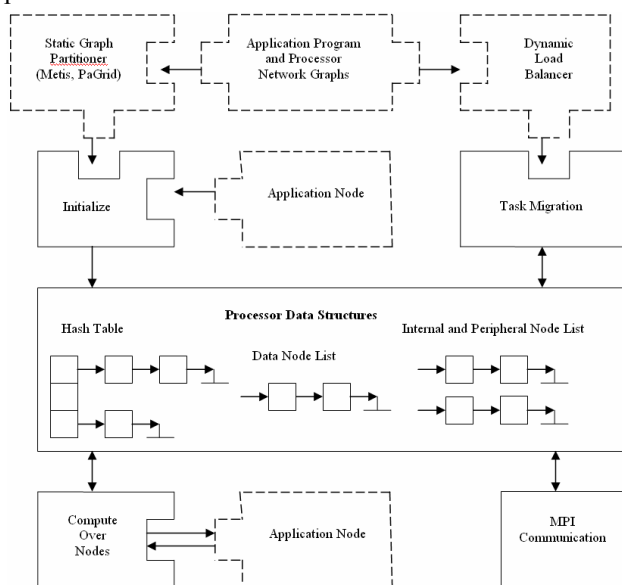 Static Graph
Partitioner
(Metis, PaGrid)
Application Program
and Processor
Network Graphs
Dynamic
Load
Balancer
Initialize
Application Node
Task Migration
Processor Data Structures
Hash Table
Data Node List
Internal and Peripheral Node List
Compute
Over
Nodes
Application Node
MPI
Communication